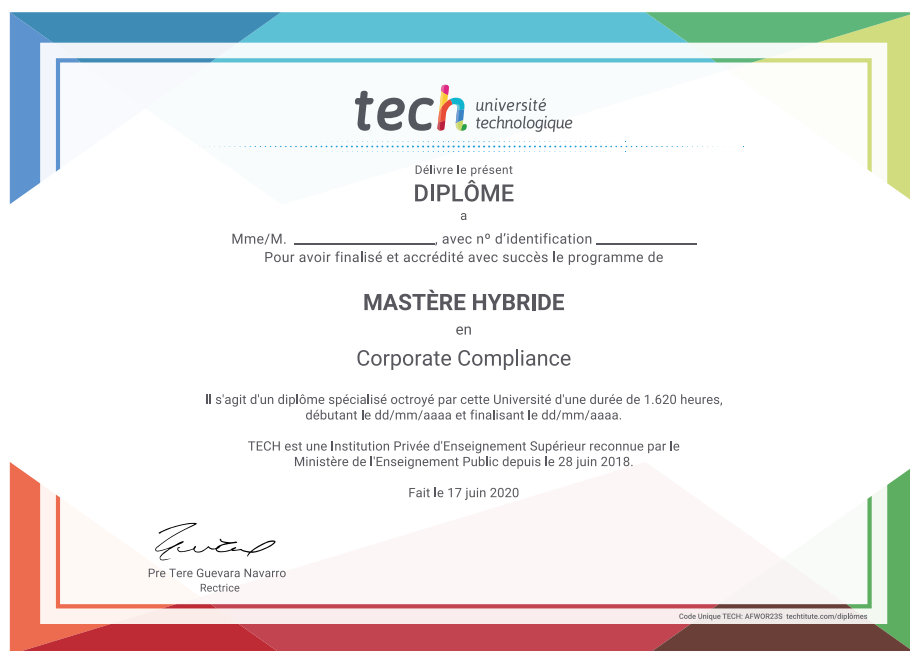 tech université
technologique
Délivre le présent
DIPLÔME
a
Mme/M. ____________________, avec nº d'identification ______________
Pour avoir finalisé et accrédité avec succès le programme de
MASTÈRE HYBRIDE
en
Corporate Compliance
Il s'agit d'un diplôme spécialisé octroyé par cette Université d'une durée de 1.620 heures,
débutant le dd/mm/aaaa et finalisant le dd/mm/aaaa.
TECH est une Institution Privée d'Enseignement Supérieur reconnue par le
Ministère de l'Enseignement Public depuis le 28 juin 2018.
Fait le 17 juin 2020
Pre Tere Guevara Navarro
Rectrice
Code Unique TECH: AFWOR23S techtitute.com/diplômes